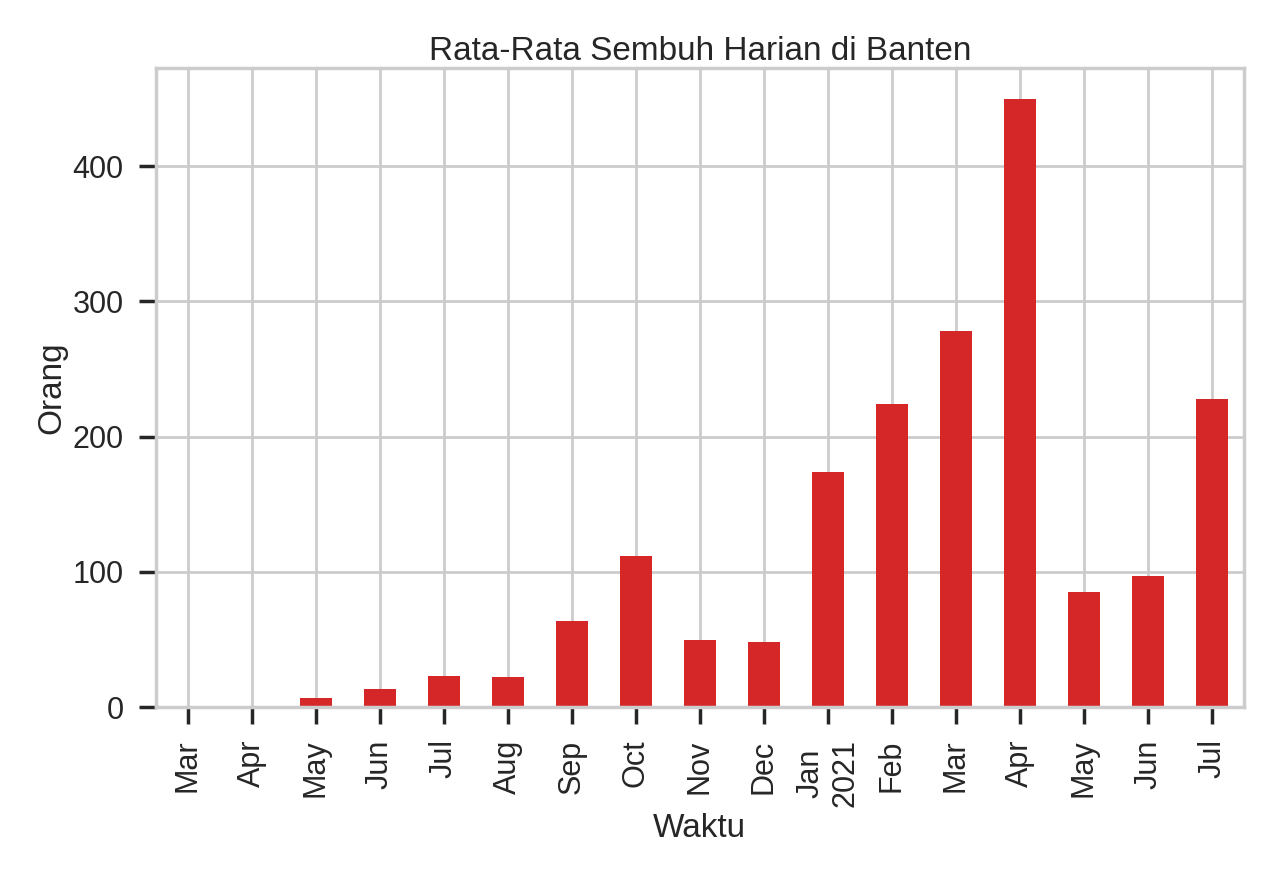 Rata-Rata Sembuh Harian di Banten
Orang
400
300
200
100
0
Mar
Apr
May
Jun
Jul
Aug
Sep
Oct
Nov
Dec
Jan
2021
Feb
Mar
Apr
May
Jun
Jul
Waktu